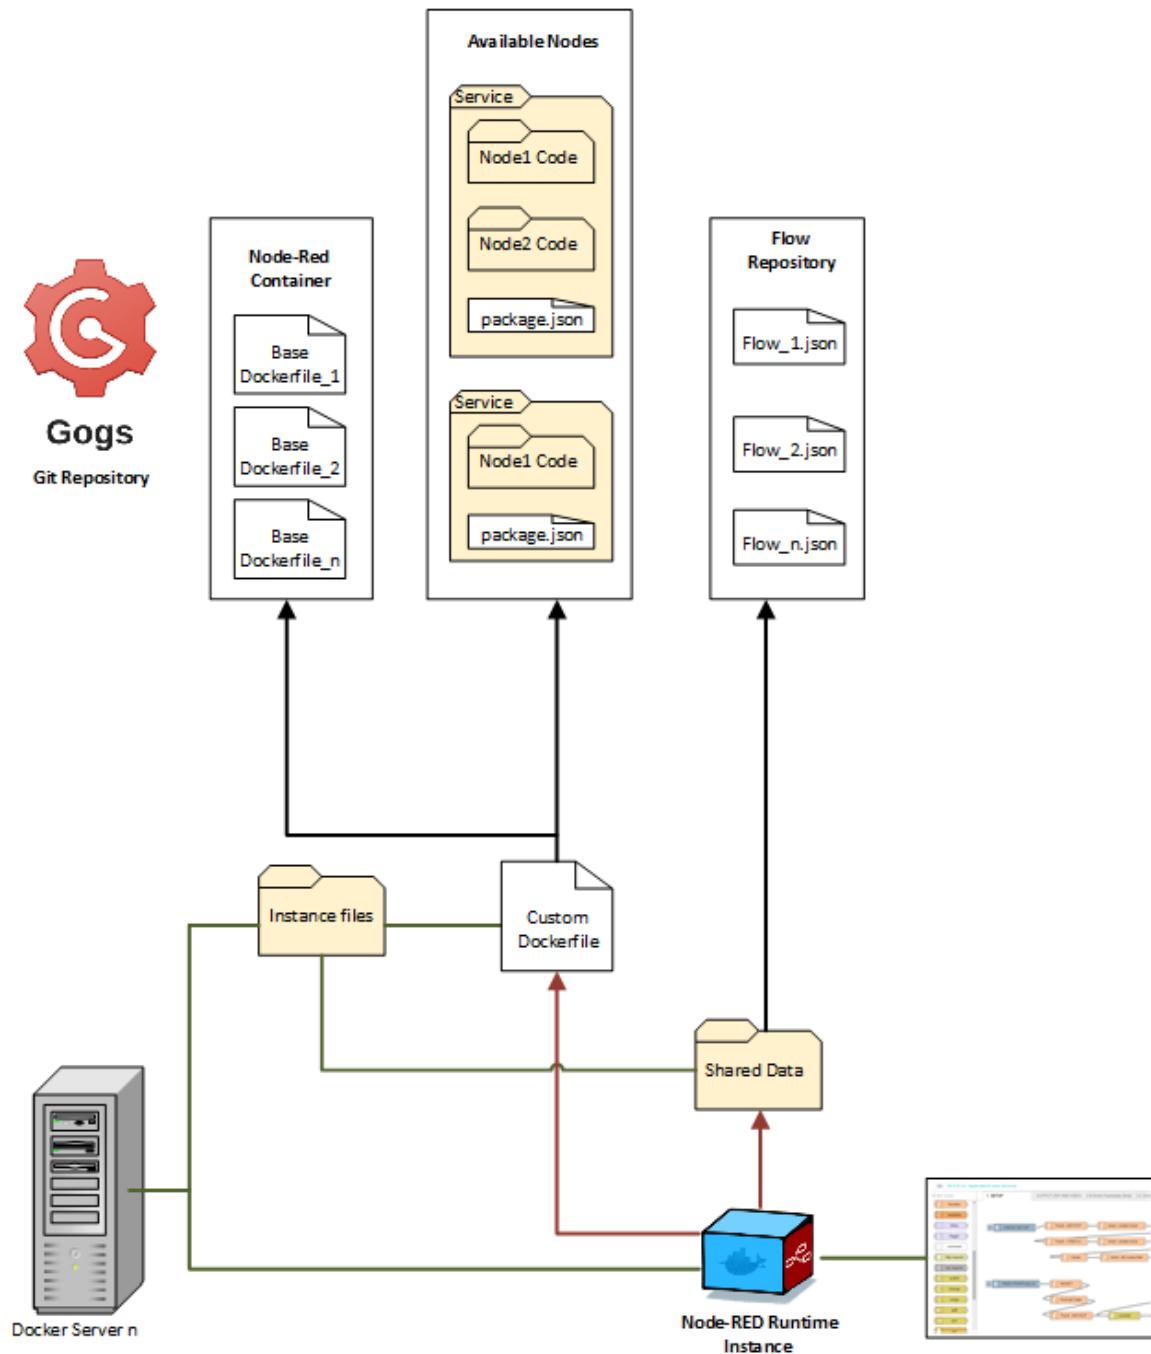 Available Nodes
Service
Node1 Code
Node2 Code
package.json
Service
Node1 Code
package.json
Node-Red
Container
Base
Dockerfile_1
Base
Dockerfile_2
Base
Dockerfile_n
Flow
Repository
Flow_1.json
Flow_2.json
Flow_n.json
Gogs
Git Repository
Instance files
Custom
Dockerfile
Shared Data
Docker Server n
Node-RED Runtime
Instance